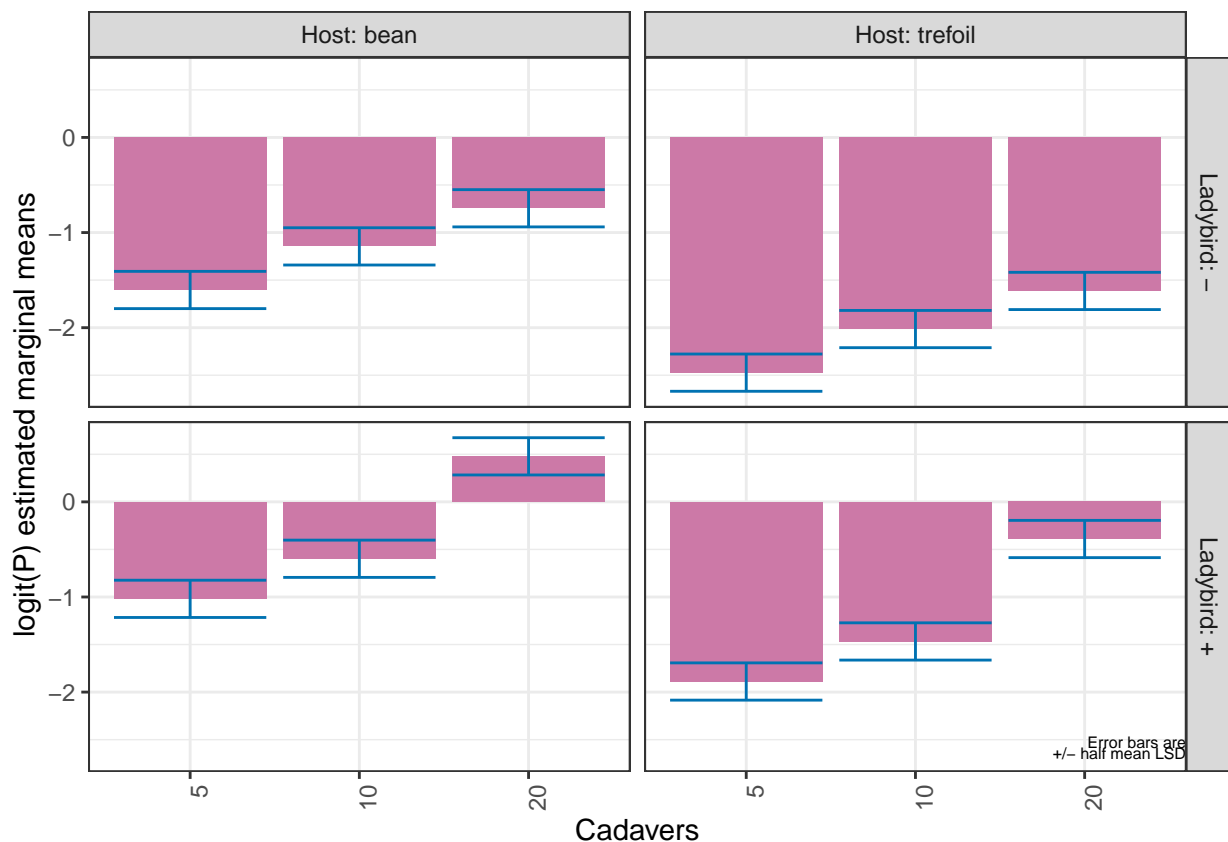 Host: bean
Host: trefoil
Ladybird: −
Ladybird: +
logit(P) estimated marginal means
0
−1
−2
0
−1
−2
Error bars are
+/− half mean LSD
5
10
20
5
10
20
Cadavers